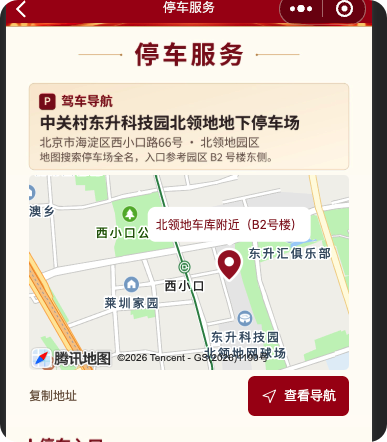 停车服务
停车服务
P 驾车导航
中关村东升科技园北领地地下停车场
北京市海淀区西小口路66号 · 北领地园区
地图搜索停车场全名，入口参考园区 B2 号楼东侧。
澳乡
西小口公
北领地车库附近（B2号楼）
东升汇俱乐部
西小口
莱圳家园
东升科技园
北领地网球场
腾讯地图 ©2026 Tencent - GS(2026)1199号
复制地址
查看导航